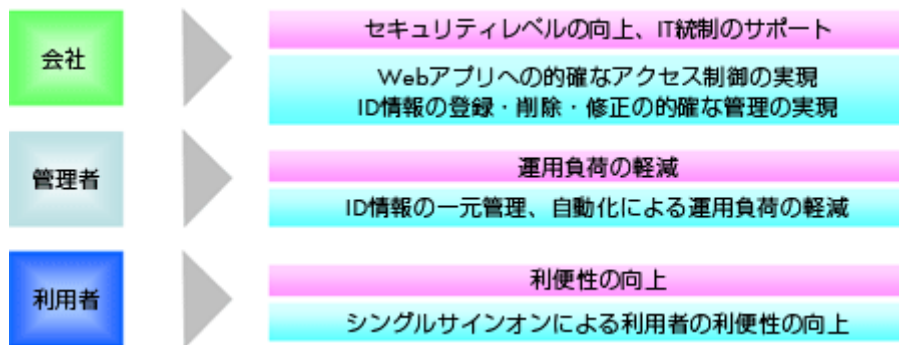 会社
セキュリティレベルの向上、IT統制のサポート
Webアプリへの的確なアクセス制御の実現
ID情報の登録・削除・修正の的確な管理の実現
管理者
運用負荷の軽減
ID情報の一元管理、自動化による運用負荷の軽減
利用者
利便性の向上
シングルサインオンによる利用者の利便性の向上